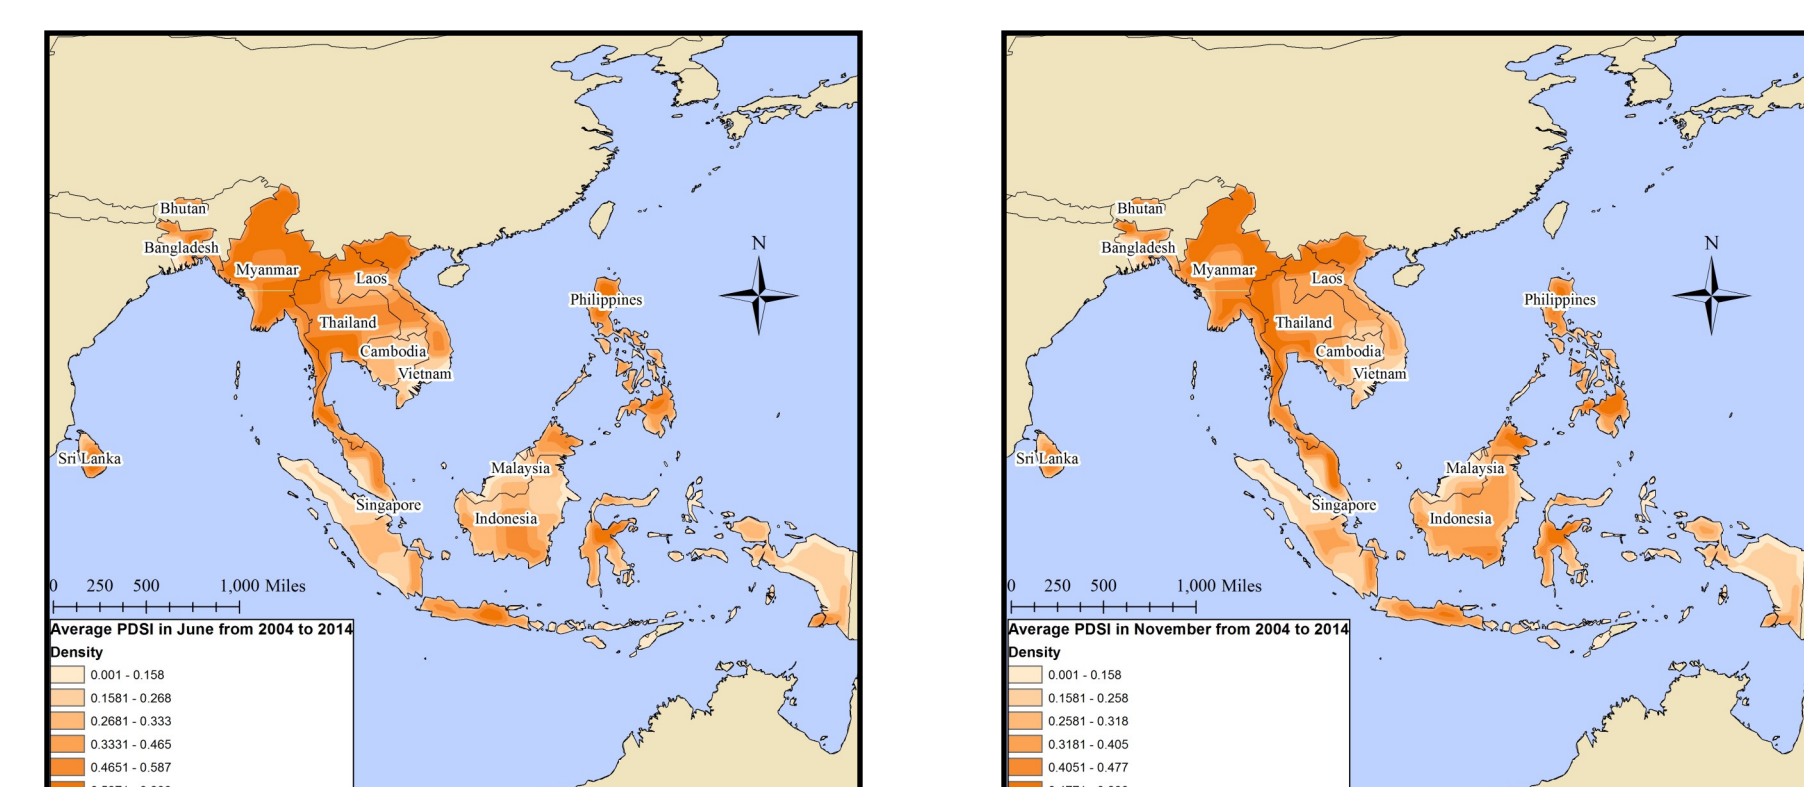 Bhutan
Bangladesh
Myanmar
Laos
Thailand
Cambodia
Vietnam
Philippines
N
Sri Lanka
Malaysia
Singapore
Indonesia
0 250 500 1,000 Miles
Average PDSI in June from 2004 to 2014
Density
0.001 - 0.158
0.1581 - 0.268
0.2681 - 0.333
0.3331 - 0.465
0.4651 - 0.587
Bhutan
Bangladesh
Myanmar
Laos
Thailand
Cambodia
Vietnam
Philippines
N
Sri Lanka
Malaysia
Singapore
Indonesia
0 250 500 1,000 Miles
Average PDSI in November from 2004 to 2014
Density
0.001 - 0.158
0.1581 - 0.258
0.2581 - 0.318
0.3181 - 0.405
0.4051 - 0.477